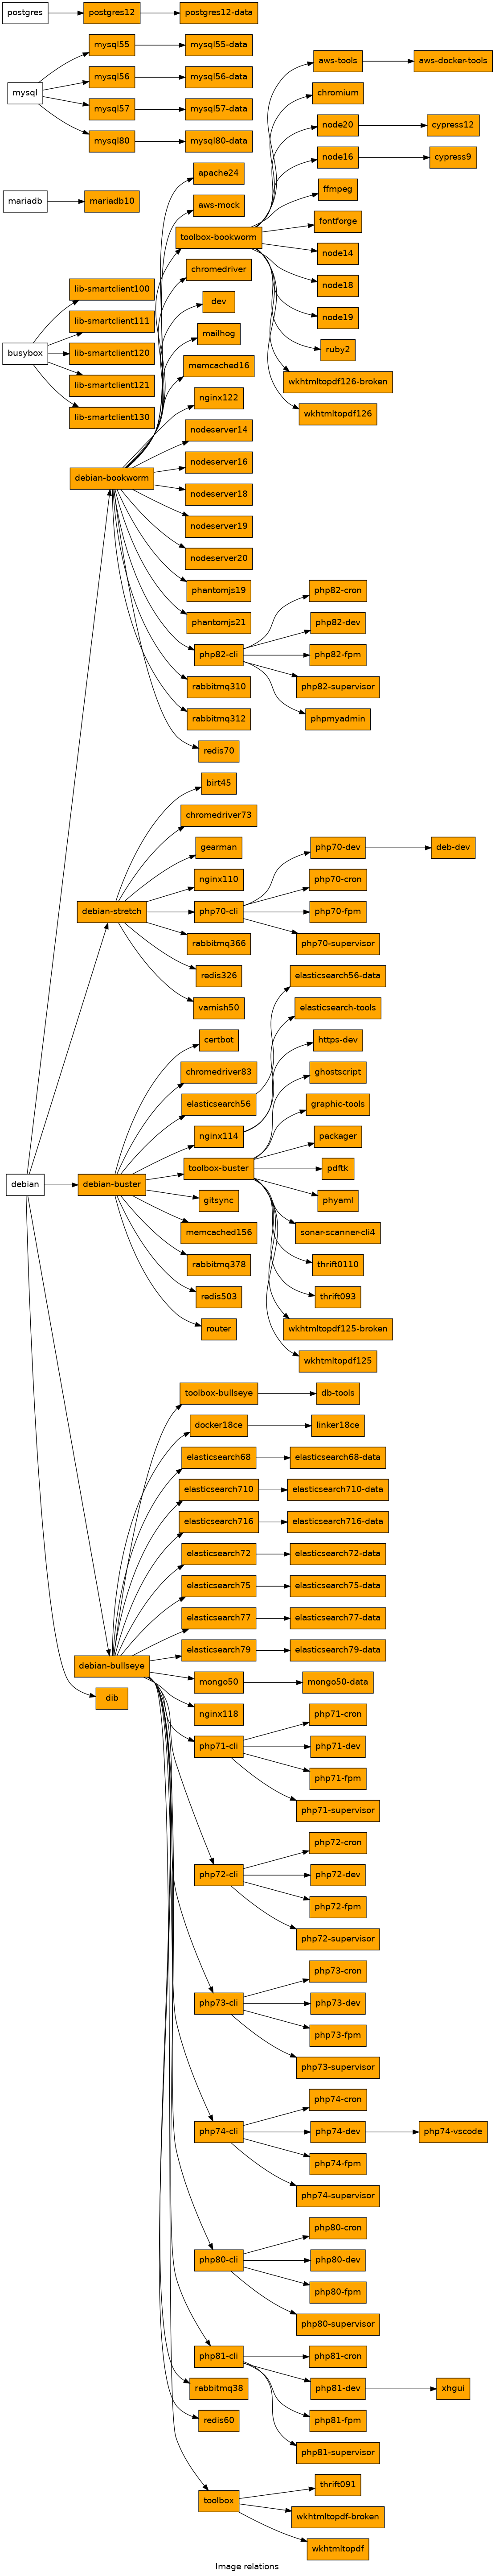 postgres
postgres12
postgres12-data
mysql
mysql55
mysql55-data
mysql56
mysql56-data
mysql57
mysql57-data
mysql80
mysql80-data
mariadb
mariadb10
busybox
lib-smartclient100
lib-smartclient111
lib-smartclient120
lib-smartclient121
lib-smartclient130
debian
debian-bookworm
apache24
aws-mock
toolbox-bookworm
aws-tools
aws-docker-tools
chromium
node20
cypress12
node16
cypress9
ffmpeg
fontforge
node14
node18
node19
ruby2
wkhtmltopdf126-broken
wkhtmltopdf126
chromedriver
dev
mailhog
memcached16
nginx122
nodeserver14
nodeserver16
nodeserver18
nodeserver19
nodeserver20
phantomjs19
phantomjs21
php82-cli
php82-cron
php82-dev
php82-fpm
php82-supervisor
phpmyadmin
rabbitmq310
rabbitmq312
redis70
debian-stretch
birt45
chromedriver73
gearman
nginx110
php70-cli
php70-dev
deb-dev
php70-cron
php70-fpm
php70-supervisor
rabbitmq366
redis326
varnish50
debian-buster
certbot
chromedriver83
elasticsearch56
elasticsearch56-data
elasticsearch-tools
nginx114
https-dev
toolbox-buster
ghostscript
graphic-tools
packager
pdftk
phyaml
sonar-scanner-cli4
thrift0110
thrift093
wkhtmltopdf125-broken
wkhtmltopdf125
gitsync
memcached156
rabbitmq378
redis503
router
debian-bullseye
toolbox-bullseye
db-tools
docker18ce
linker18ce
elasticsearch68
elasticsearch68-data
elasticsearch710
elasticsearch710-data
elasticsearch716
elasticsearch716-data
elasticsearch72
elasticsearch72-data
elasticsearch75
elasticsearch75-data
elasticsearch77
elasticsearch77-data
elasticsearch79
elasticsearch79-data
mongo50
mongo50-data
nginx118
php71-cli
php71-cron
php71-dev
php71-fpm
php71-supervisor
php72-cli
php72-cron
php72-dev
php72-fpm
php72-supervisor
php73-cli
php73-cron
php73-dev
php73-fpm
php73-supervisor
php74-cli
php74-cron
php74-dev
php74-vscode
php74-fpm
php74-supervisor
php80-cli
php80-cron
php80-dev
php80-fpm
php80-supervisor
php81-cli
php81-cron
php81-dev
xhgui
php81-fpm
php81-supervisor
rabbitmq38
redis60
toolbox
thrift091
wkhtmltopdf-broken
wkhtmltopdf
dib
Image relations